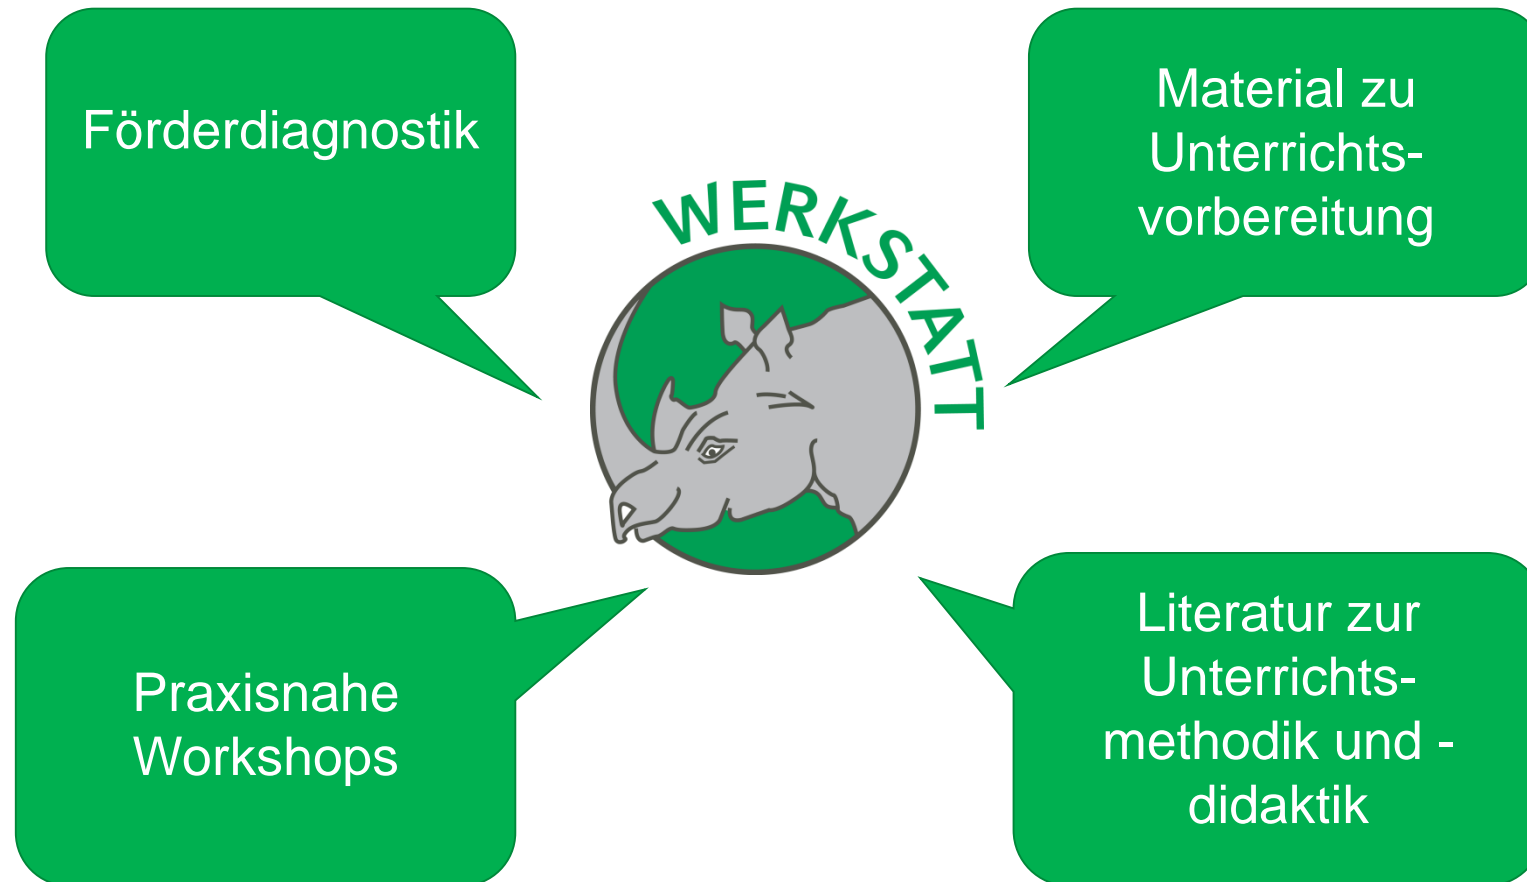 Förderdiagnostik
Material zu
Unterrichts-
vorbereitung
WERKSTATT
Praxisnahe
Workshops
Literatur zur
Unterrichts-
methodik und -
didaktik